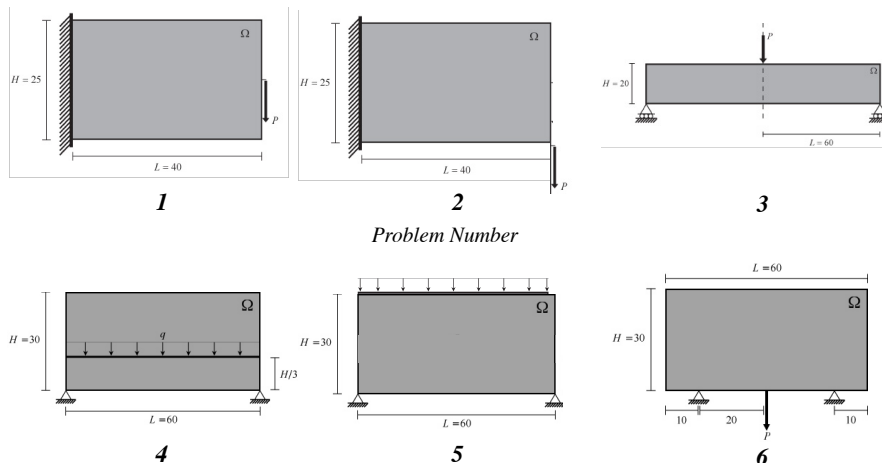 Ω
H = 25
P
L = 40
1
Ω
H = 25
L = 40
P
2
P
Ω
H = 20
L = 60
3
Problem Number
Ω
H = 30
q
H/3
L = 60
4
Ω
H = 30
L = 60
5
L = 60
Ω
H = 30
10
20
10
P
6